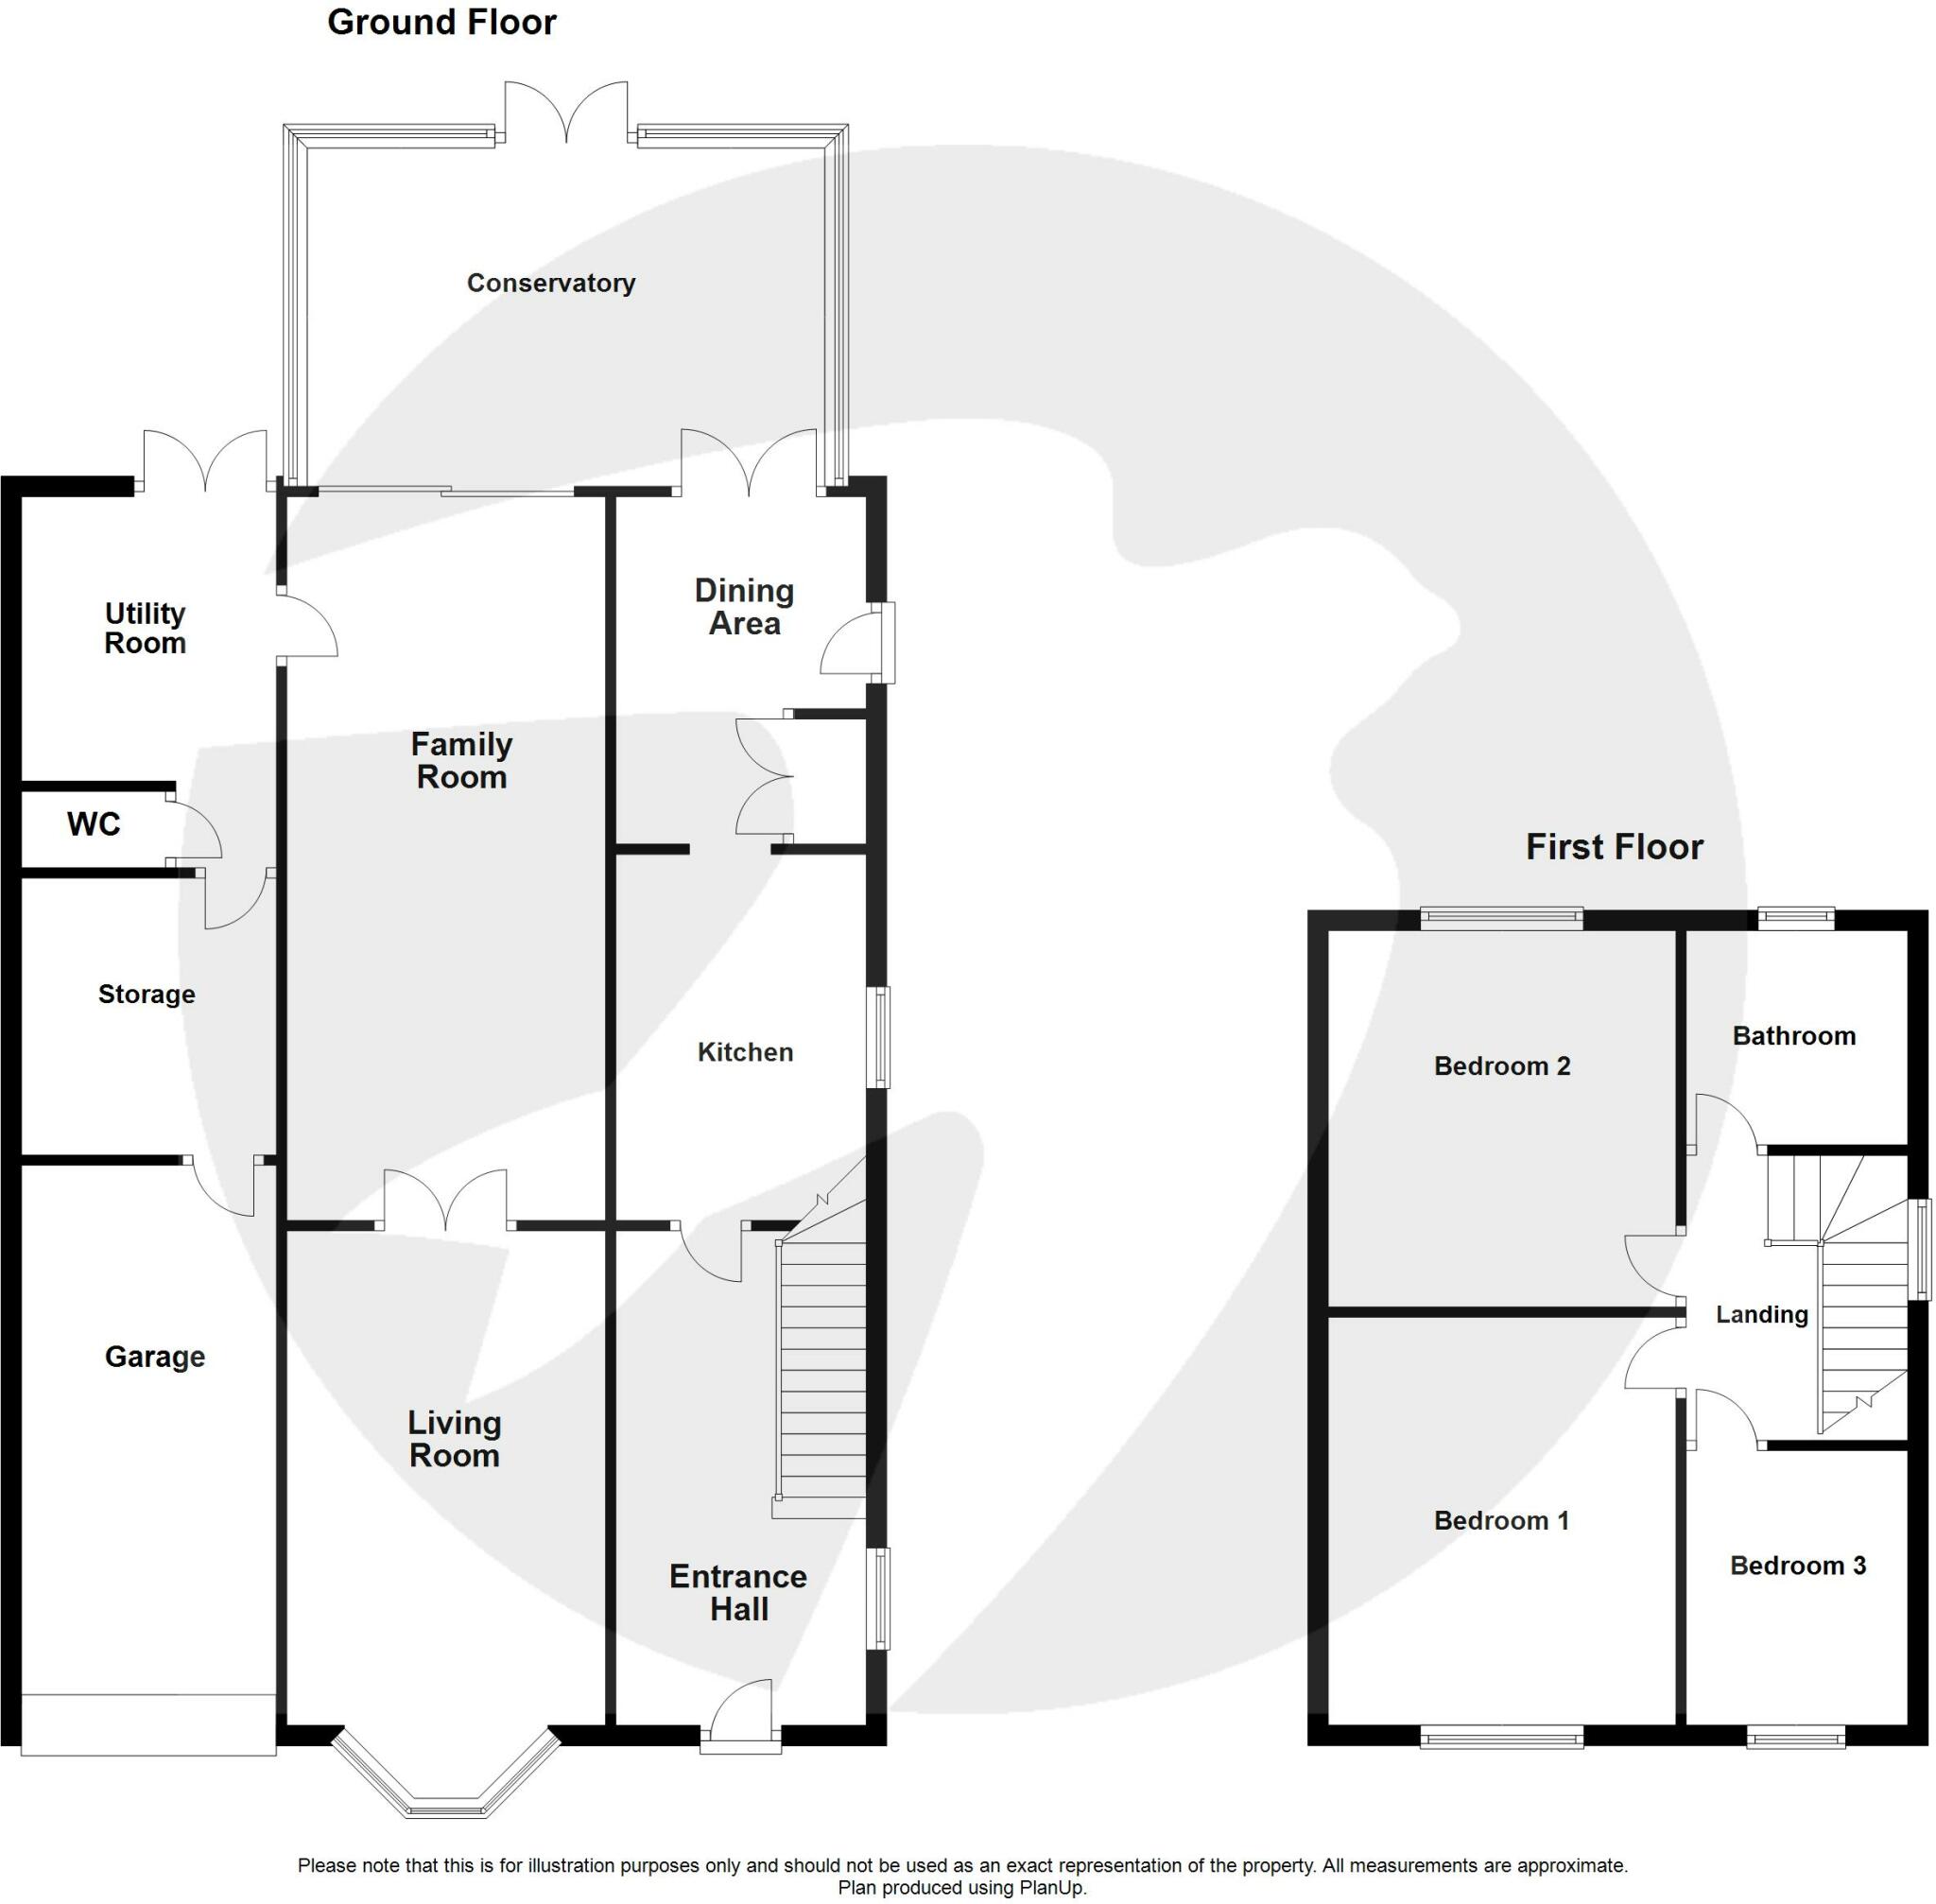 Ground Floor
Conservatory
Utility
Room
Dining
Area
Family
Room
WC
Storage
Kitchen
Garage
Living
Room
Entrance
Hall
First Floor
Bedroom 2
Bathroom
Landing
Bedroom 1
Bedroom 3
Please note that this is for illustration purposes only and should not be used as an exact representation of the property. All measurements are approximate.
Plan produced using PlanUp.